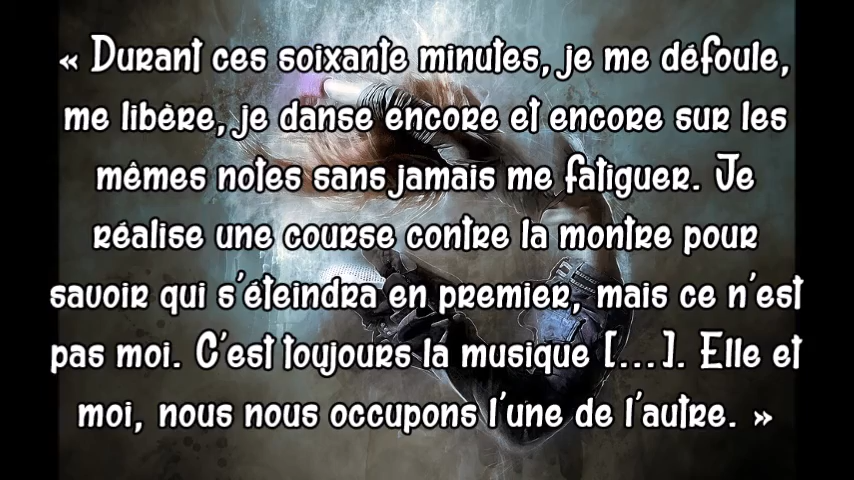 « Durant ces soixante minutes, je me défoule,
me libère, je danse encore et encore sur les
mêmes notes sans jamais me fatiguer. Je
réalise une course contre la montre pour
savoir qui s'éteindra en premier, mais ce n'est
pas moi. C'est toujours la musique [...]. Elle et
moi, nous nous occupons l'une de l'autre. »